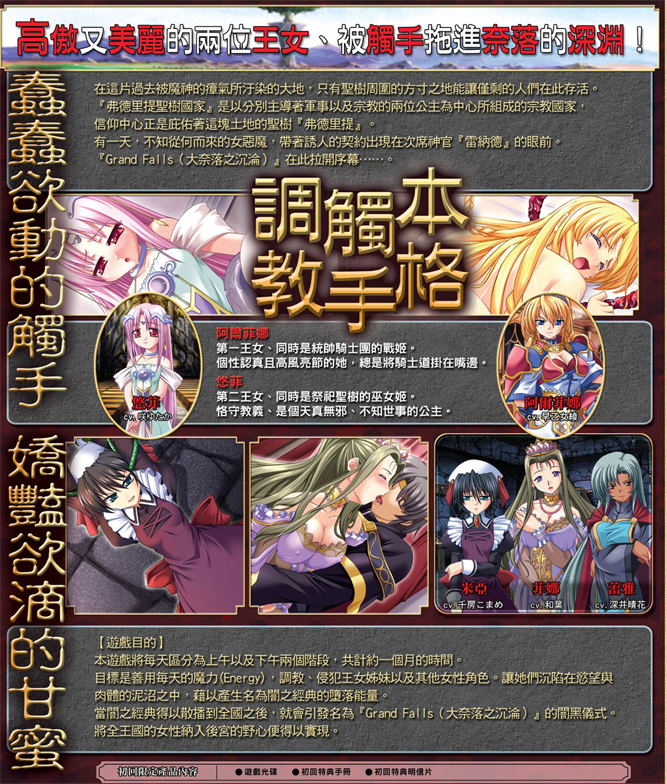 高傲又美麗的兩位王女、被觸手拖進奈落的深淵！
蠢蠢欲動的觸手
在這片過去被魔神的瘴氣所汙染的大地，只有聖樹周圍的方寸之地能讓僅剩的人們在此存活。
『弗德里提聖樹國家』是以分別主導著軍事以及宗教的兩位公主為中心所組成的宗教國家，
信仰中心正是庇佑著這塊土地的聖樹『弗德里提』。
有一天，不知從何而來的女惡魔，帶著誘人的契約出現在次席神官『雷納德』的眼前。
『Grand Falls（大奈落之沉淪）』在此拉開序幕……。
本格
觸手
調教
阿爾菲娜
第一王女、同時是統帥騎士團的戰姬。
個性認真且高風亮節的她，總是將騎士道掛在嘴邊。
悠菲
第二王女、同時是祭祀聖樹的巫女姬。
恪守教義、是個天真無邪、不知世事的公主。
悠菲
cv. 咲ゆたか
阿爾菲娜
cv. 早乙女綾
嬌豔欲滴的甘蜜
朱亞
cv. 千房こまめ
菲娜
cv. 和葉
蕾雅
cv. 深井晴花
【遊戲目的】
本遊戲將每天區分為上午以及下午兩個階段，共計約一個月的時間。
目標是善用每天的魔力(Energy)，調教、侵犯王女姊妹以及其他女性角色。讓她們沉陷在慾望與
肉體的泥沼之中，藉以產生名為闇之經典的墮落能量。
當闇之經典得以散播到全國之後，就會引發名為『Grand Falls（大奈落之沉淪）』的闇黑儀式。
將全王國的女性納入後宮的野心便得以實現。
初回限定產品內容
●遊戲光碟 ●初回特典手冊 ●初回特典明信片